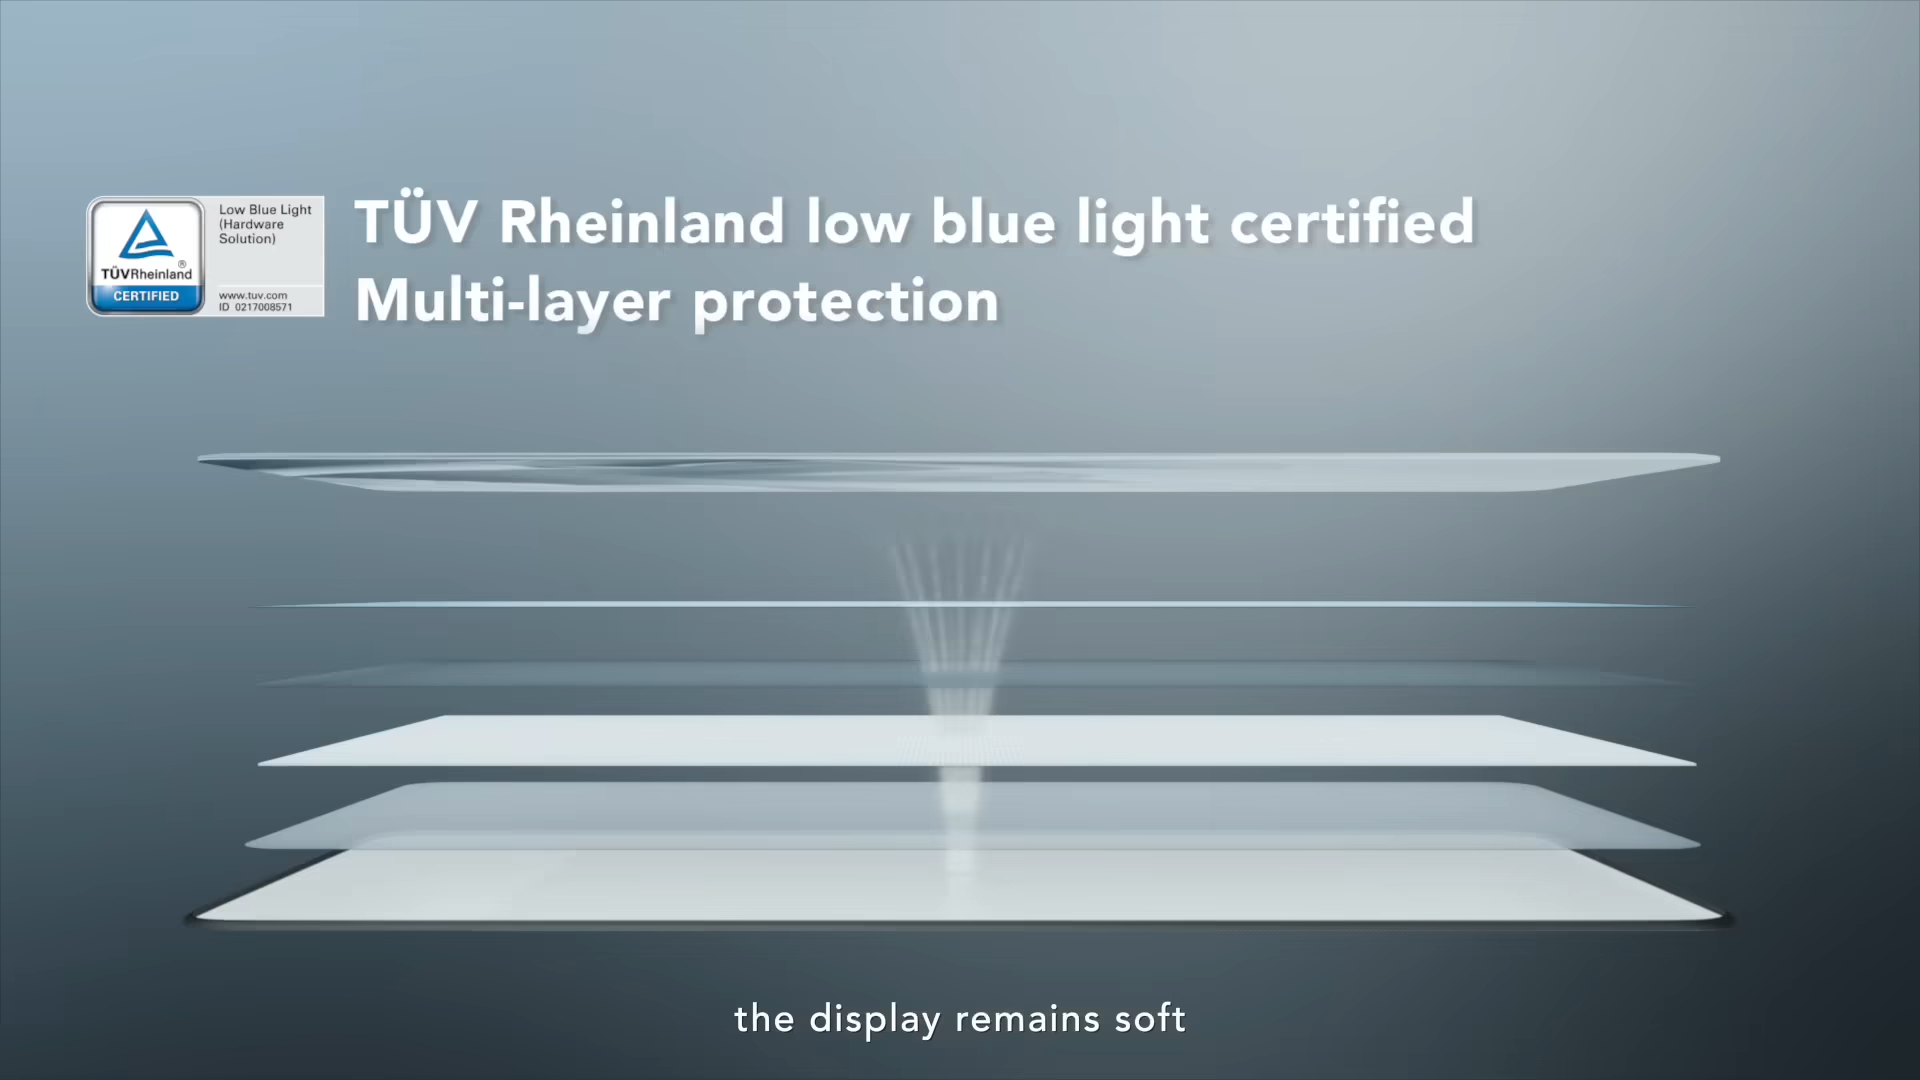 TÜV Rheinland low blue light certified
Multi-layer protection
Low Blue Light
(Hardware
Solution)
TÜVRheinland®
CERTIFIED
www.tuv.com
ID 0217008571
the display remains soft